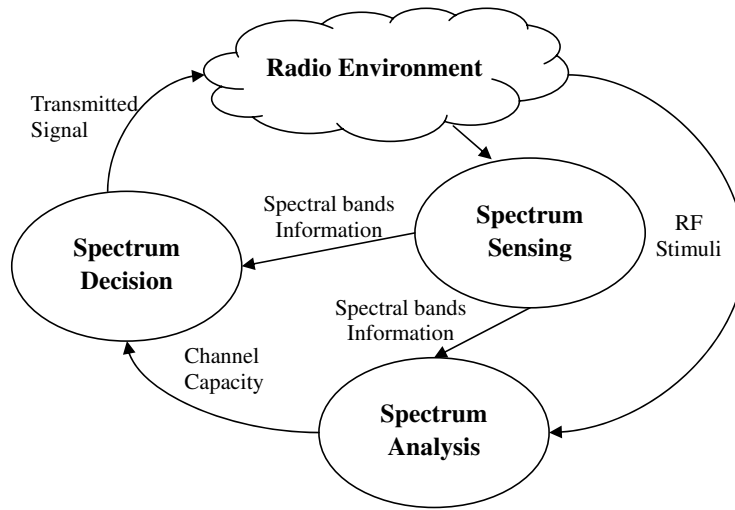 Radio Environment
Transmitted
Signal
Spectral bands
Information
Spectrum
Sensing
RF
Stimuli
Spectrum
Decision
Spectral bands
Information
Channel
Capacity
Spectrum
Analysis